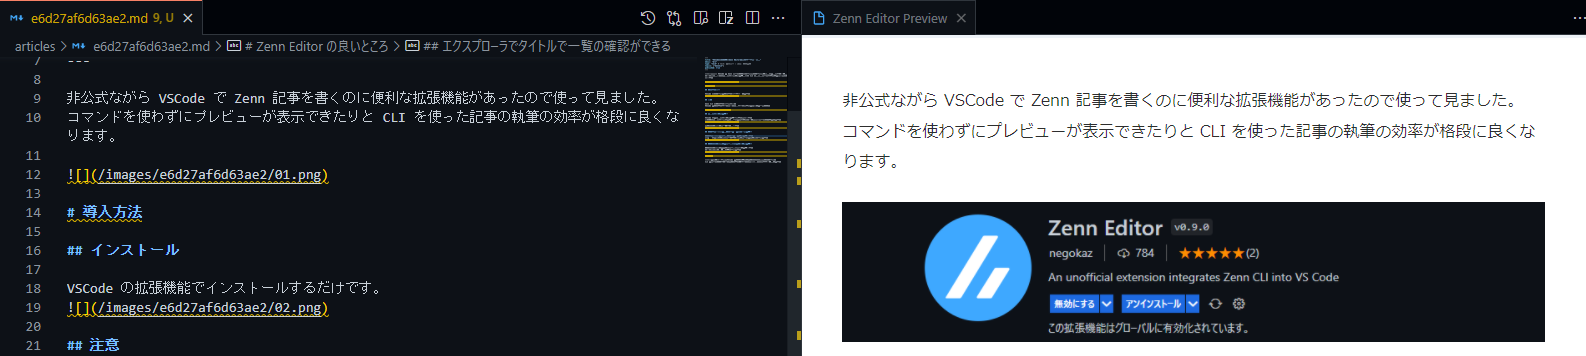 e6d27af6d63ae2.md 9, U
Zenn Editor Preview
articles > e6d27af6d63ae2.md > # Zenn Editor の良いところ > ## エクスプローラでタイトルで一覧の確認ができる
7 ---
8
9 非公式ながら VSCode で Zenn 記事を書くのに便利な拡張機能があったので使って見ました。
10 コマンドを使わずにプレビューが表示できたりと CLI を使った記事の執筆の効率が格段に良くな
ります。
11
12 ![](/images/e6d27af6d63ae2/01.png)
13
14 # 導入方法
15
16 ## インストール
17
18 VSCode の拡張機能でインストールするだけです。
19 ![](/images/e6d27af6d63ae2/02.png)
20
21 ## 注意
非公式ながら VSCode で Zenn 記事を書くのに便利な拡張機能があったので使って見ました。
コマンドを使わずにプレビューが表示できたりと CLI を使った記事の執筆の効率が格段に良くな
ります。
Zenn Editor v0.9.0
negokaz 784 ★★★★★(2)
An unofficial extension integrates Zenn CLI into VS Code
無効にする アンインストール
この拡張機能はグローバルに有効化されています。